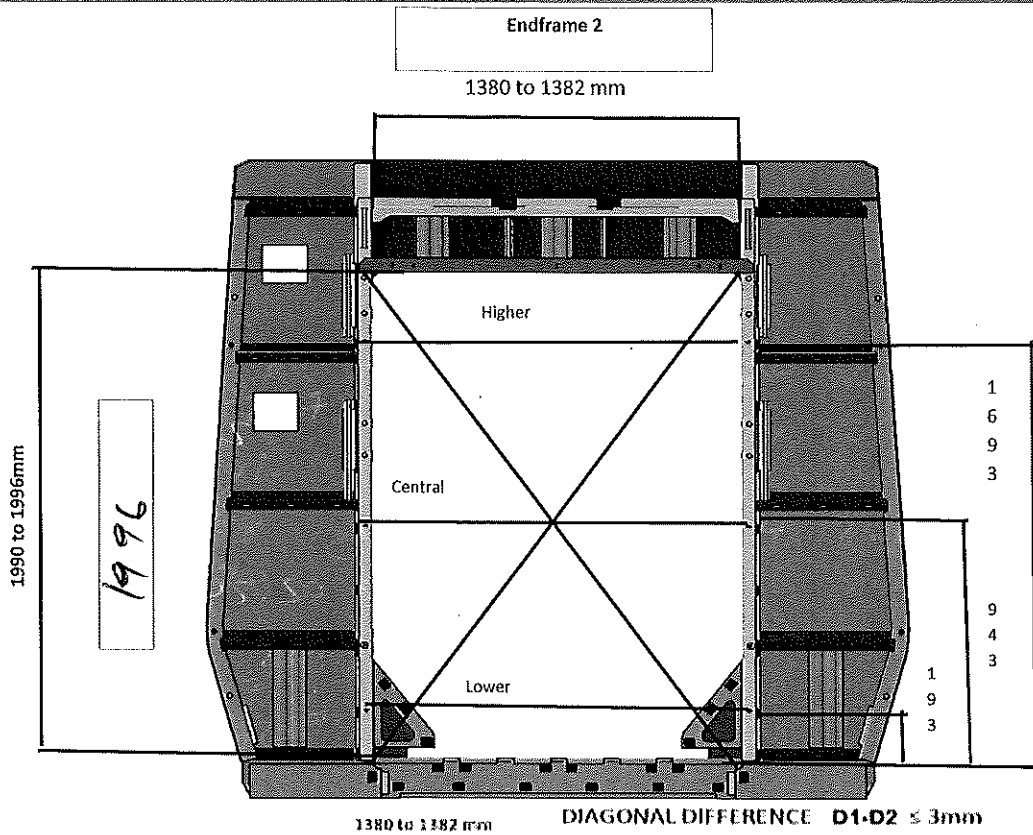 Endframe 2
1380 to 1382 mm
Higher
1
6
9
3
Central
1990 to 1996mm
1996
9
4
3
Lower
1
9
3
1380 to 1382 mm
DIAGONAL DIFFERENCE D1-D2 ≤ 3mm